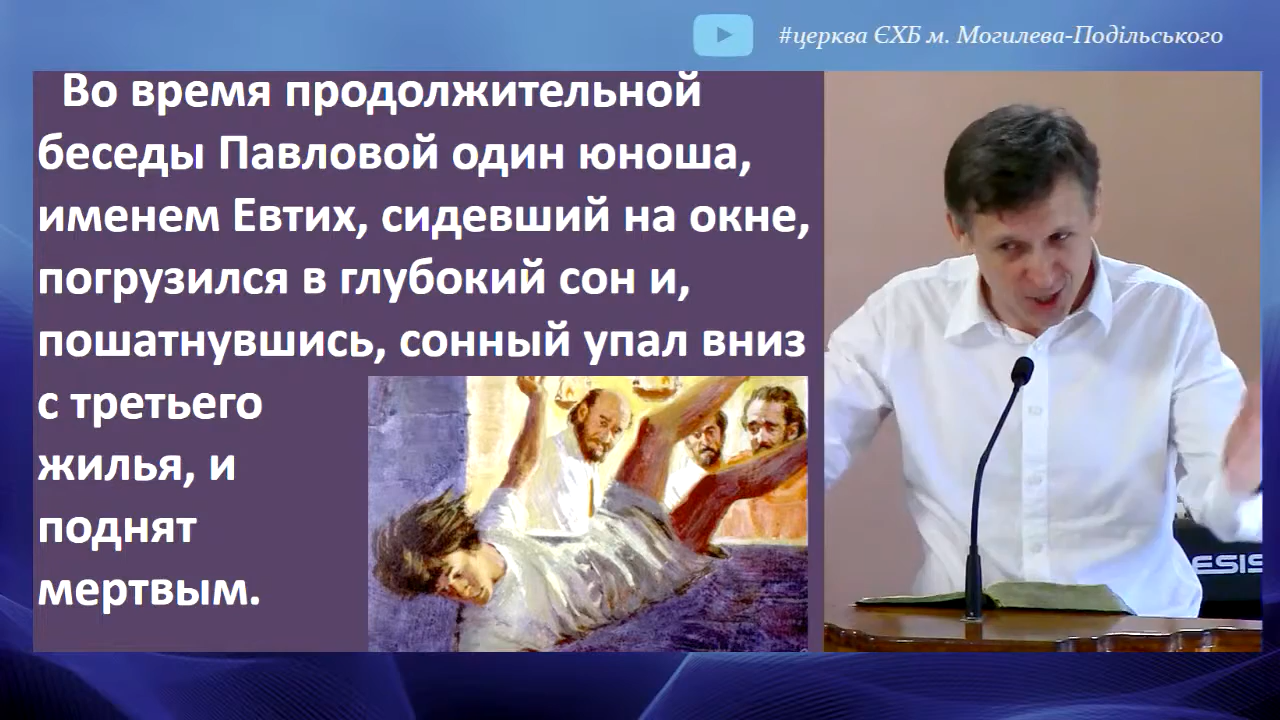 #церква ЄХБ м. Могилева-Подільського
Во время продолжительной
беседы Павловой один юноша,
именем Евтих, сидевший на окне,
погрузился в глубокий сон и,
пошатнувшись, сонный упал вниз
с третьего
жилья, и
поднят
мертвым.
ESIS